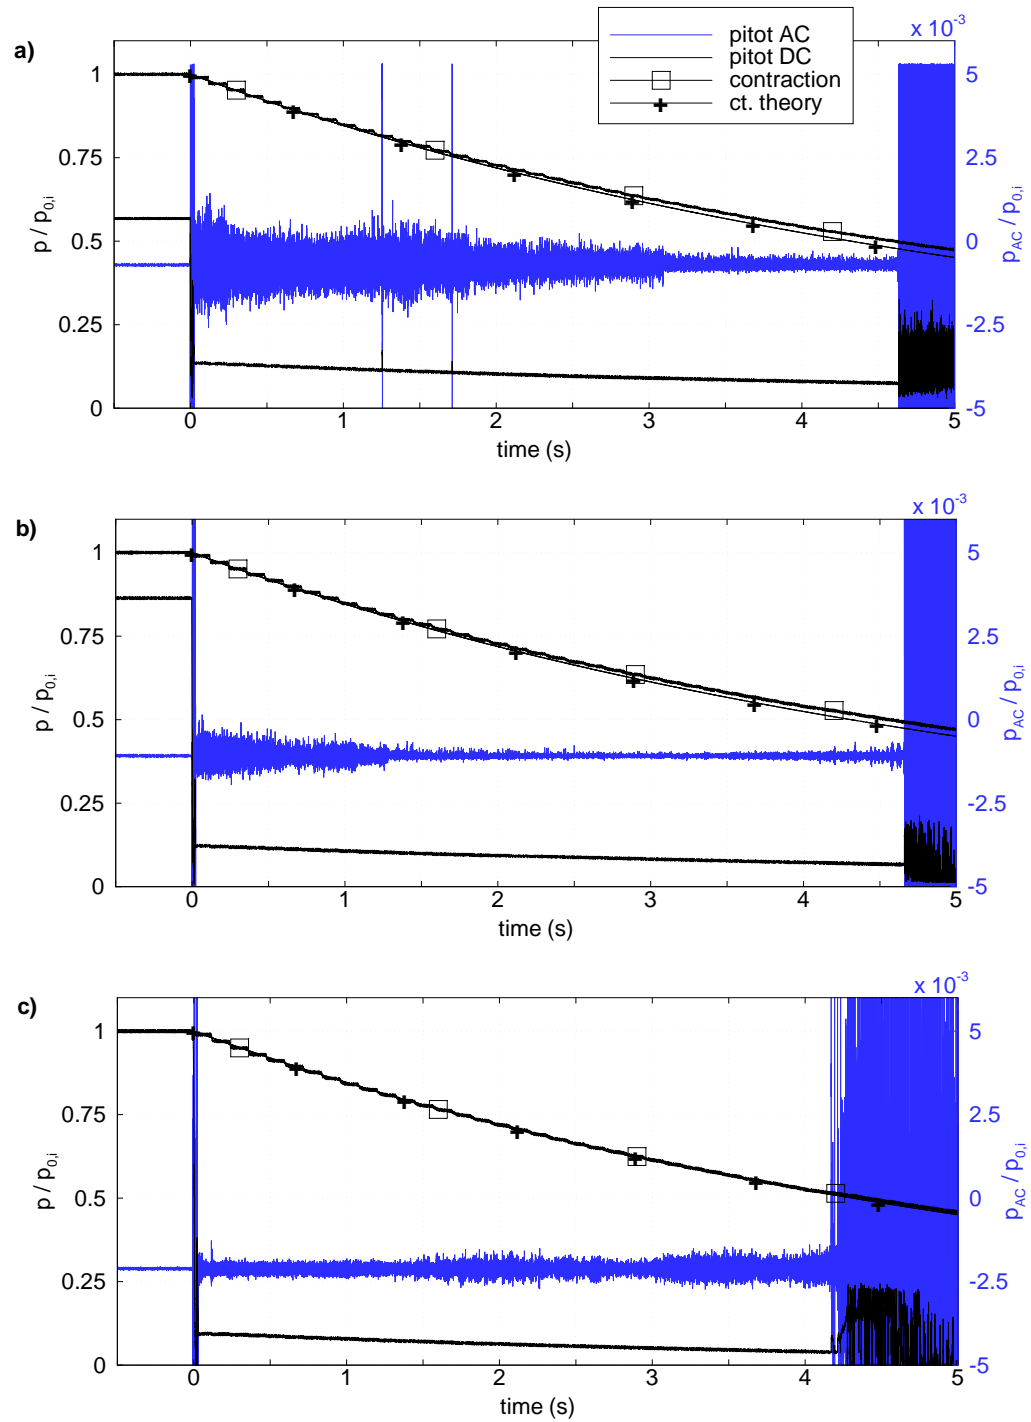 a)
x 10⁻³
pitot AC
pitot DC
contraction
ct. theory
1
0.75
0.5
0.25
0
p / p₀,ᵢ
5
2.5
0
-2.5
-5
p_AC / p₀,ᵢ
0 1 2 3 4 5
time (s)
b)
x 10⁻³
1
0.75
0.5
0.25
0
p / p₀,ᵢ
5
2.5
0
-2.5
-5
p_AC / p₀,ᵢ
0 1 2 3 4 5
time (s)
c)
x 10⁻³
1
0.75
0.5
0.25
0
p / p₀,ᵢ
5
2.5
0
-2.5
-5
p_AC / p₀,ᵢ
0 1 2 3 4 5
time (s)